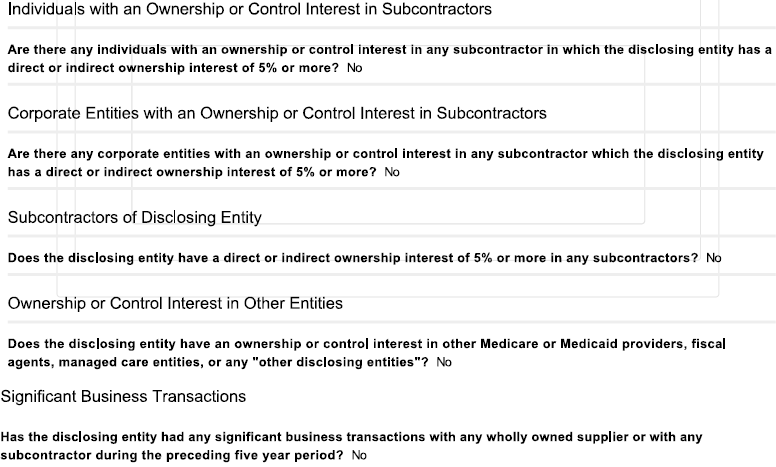 Individuals with an Ownership or Control Interest in Subcontractors
Are there any individuals with an ownership or control interest in any subcontractor in which the disclosing entity has a
direct or indirect ownership interest of 5% or more? No
Corporate Entities with an Ownership or Control Interest in Subcontractors
Are there any corporate entities with an ownership or control interest in any subcontractor which the disclosing entity
has a direct or indirect ownership interest of 5% or more? No
Subcontractors of Disclosing Entity
Does the disclosing entity have a direct or indirect ownership interest of 5% or more in any subcontractors? No
Ownership or Control Interest in Other Entities
Does the disclosing entity have an ownership or control interest in other Medicare or Medicaid providers, fiscal
agents, managed care entities, or any "other disclosing entities"? No
Significant Business Transactions
Has the disclosing entity had any significant business transactions with any wholly owned supplier or with any
subcontractor during the preceding five year period? No